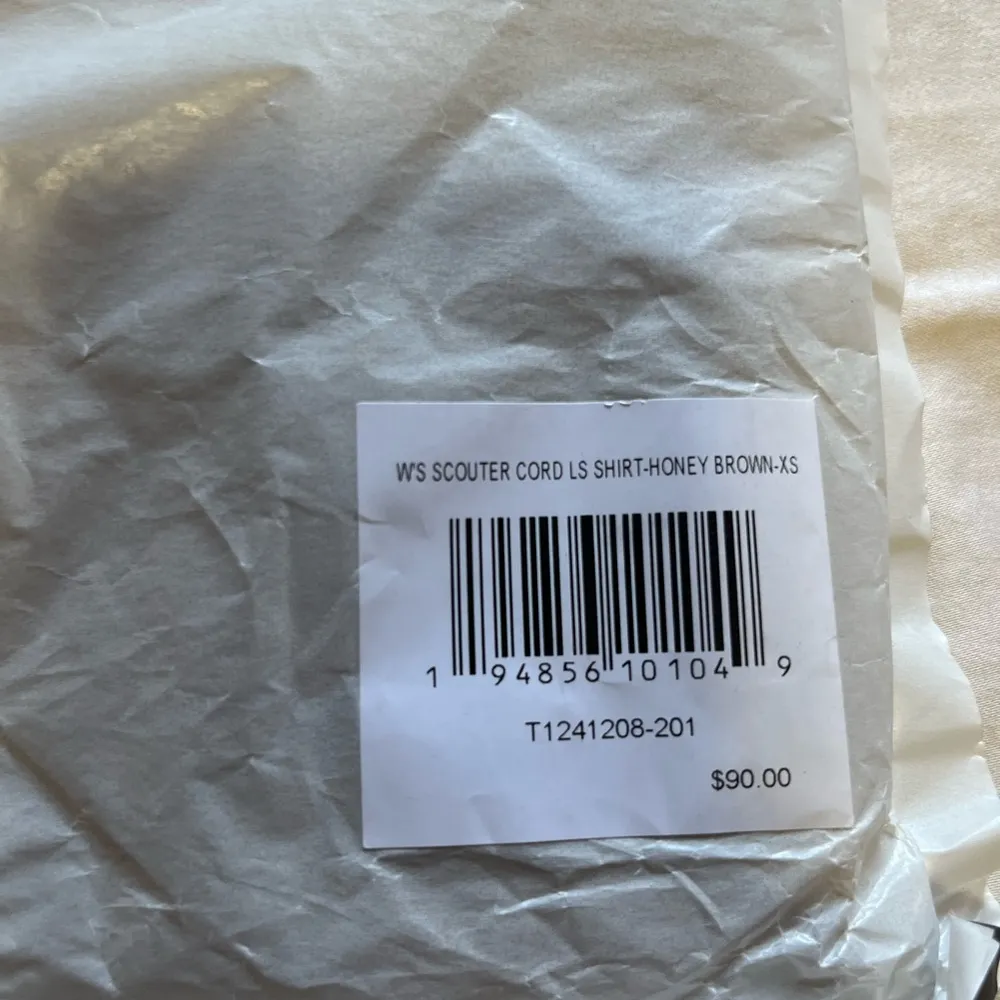 W'S SCOUTER CORD LS SHIRT-HONEY BROWN-XS
1 94856 10104 9
T1241208-201
$90.00